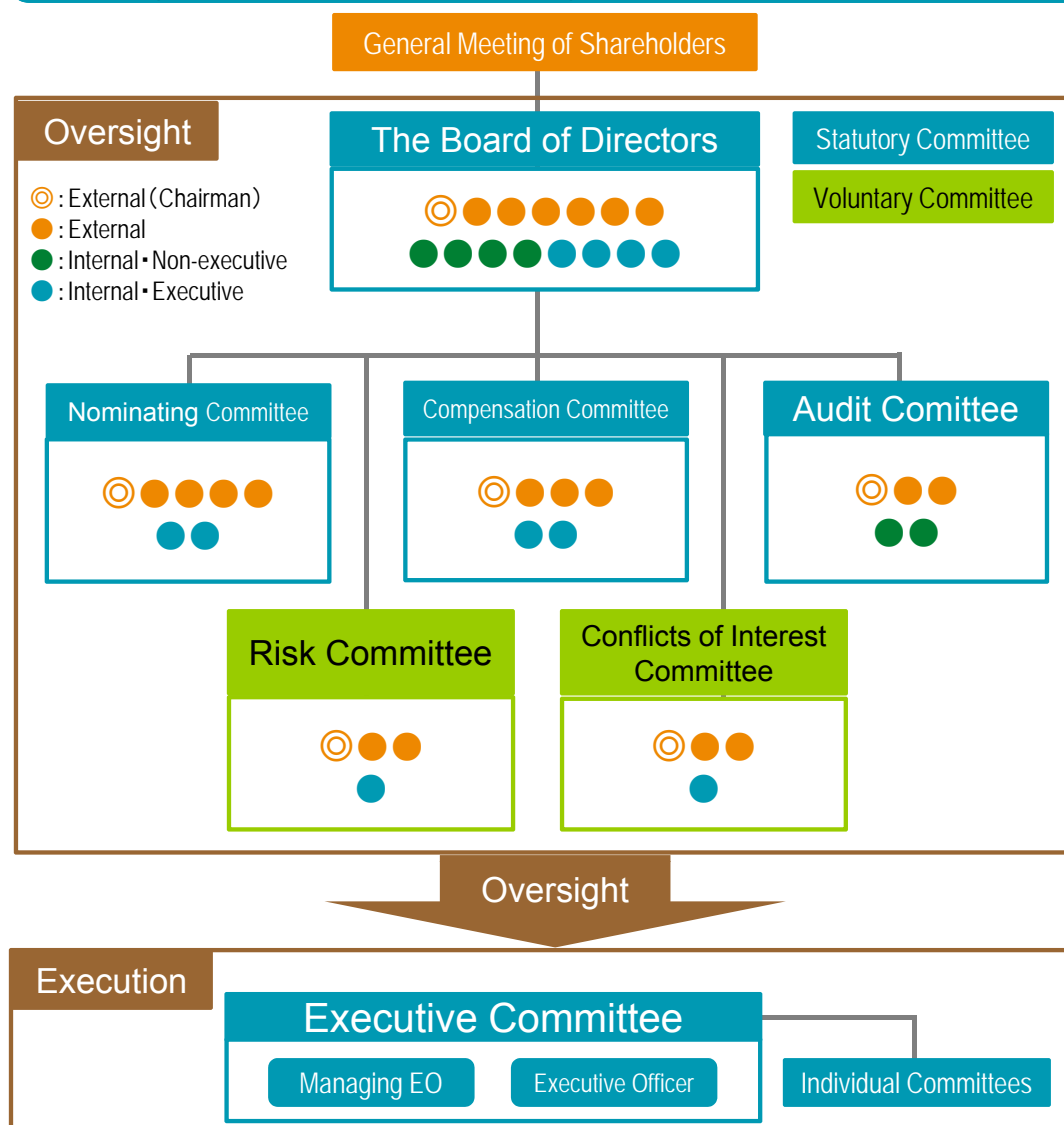 General Meeting of Shareholders
Oversight
The Board of Directors
Statutory Committee
Voluntary Committee
◎: External(Chairman)
●: External
●: Internal・Non-executive
●: Internal・Executive
Nominating Committee
Compensation Committee
Audit Comittee
Risk Committee
Conflicts of Interest
Committee
Oversight
Execution
Executive Committee
Managing EO
Executive Officer
Individual Committees